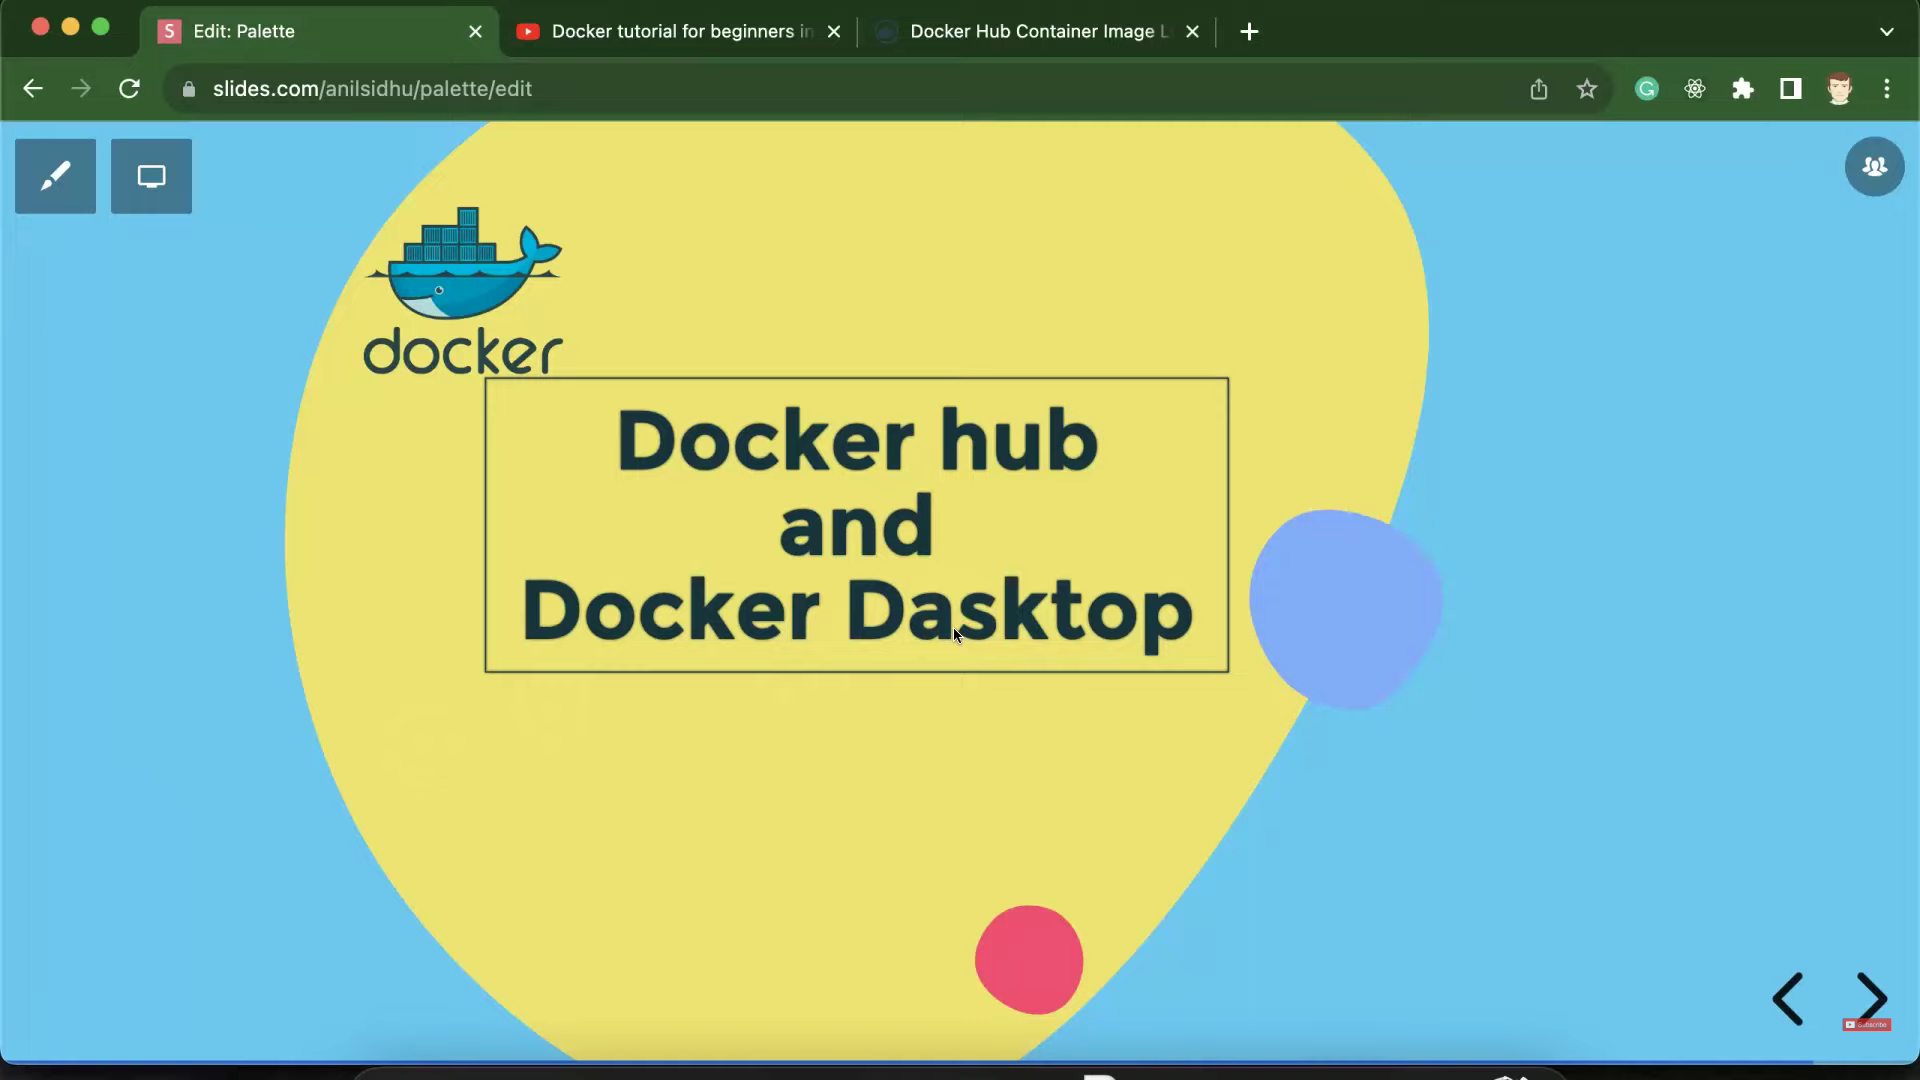 Edit: Palette
Docker tutorial for beginners in
Docker Hub Container Image L
slides.com/anilsidhu/palette/edit
docker
Docker hub
and
Docker Dasktop
Subscribe